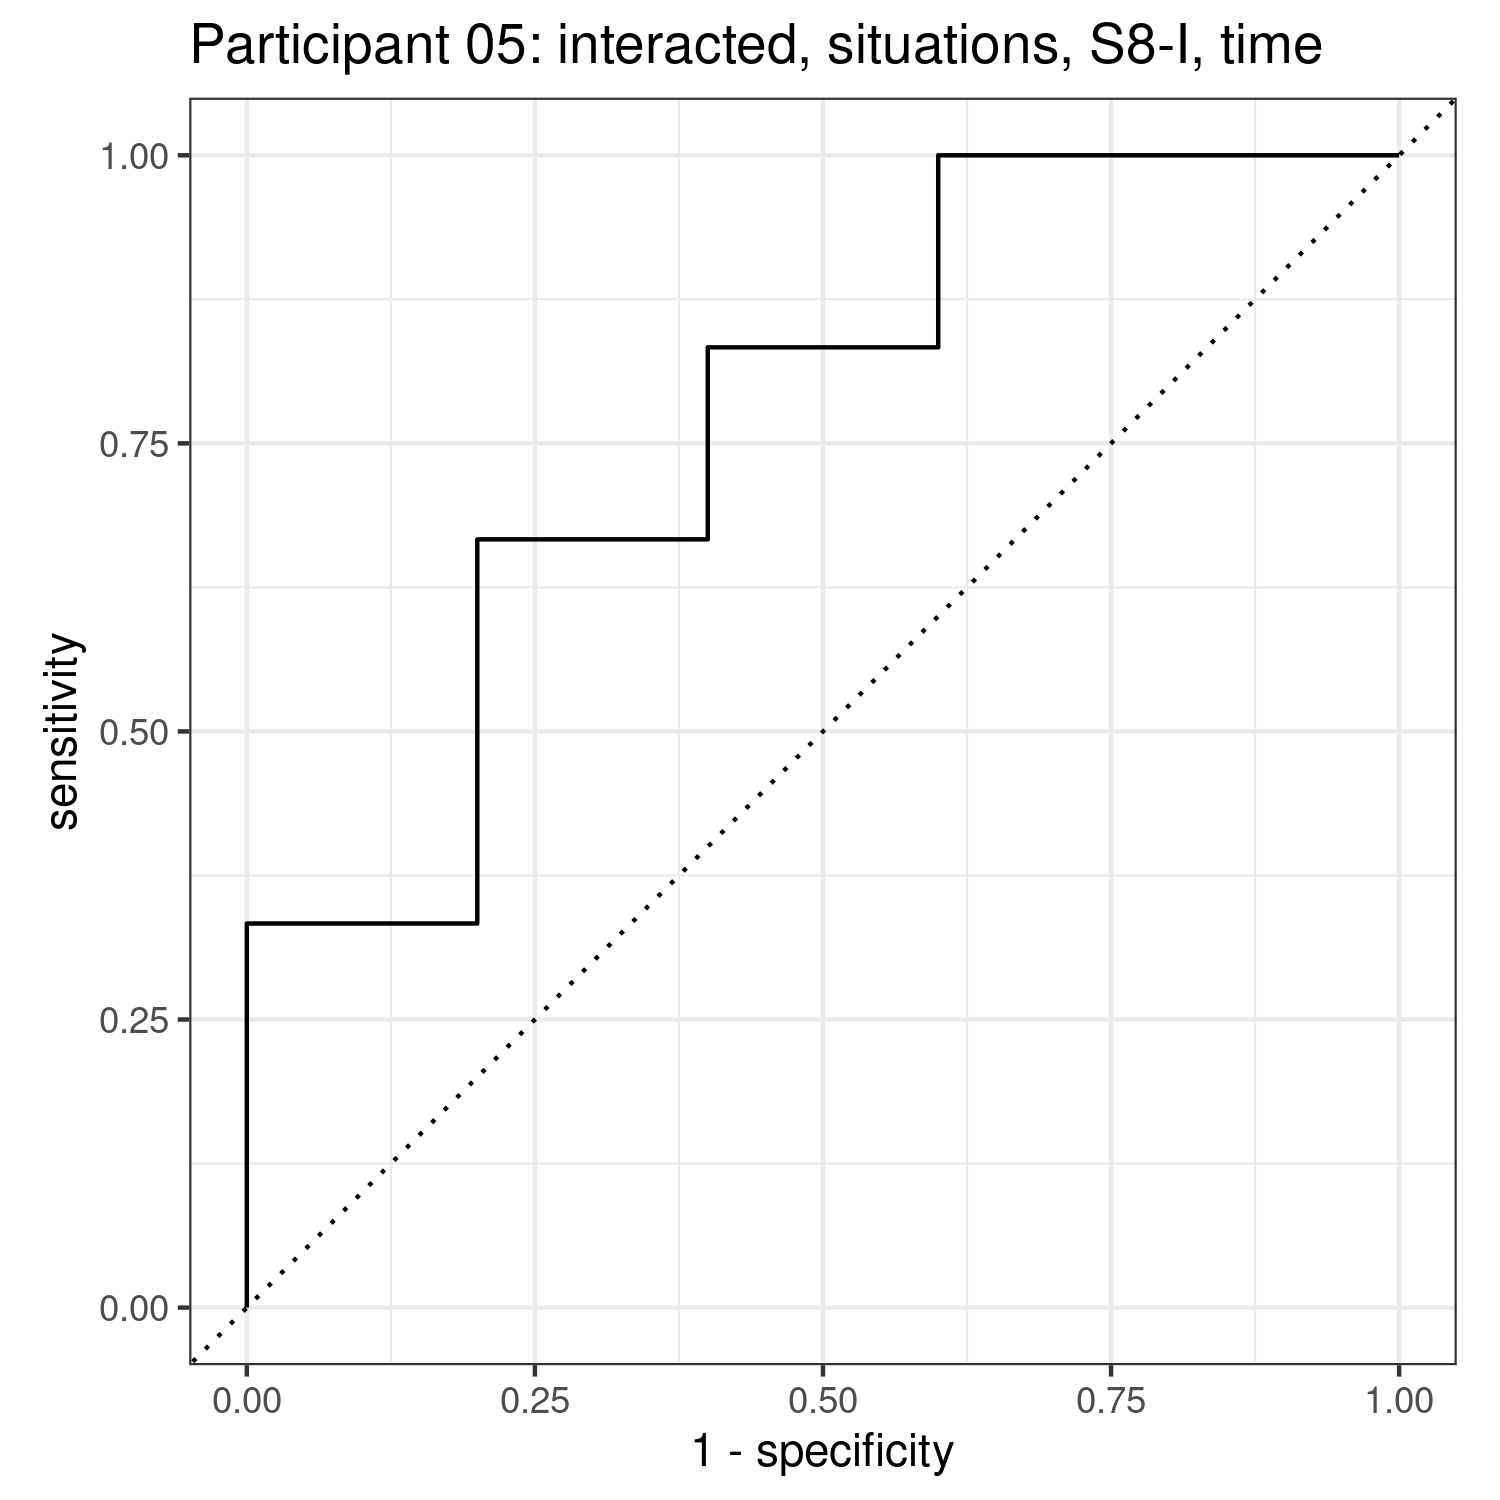 Participant 05: interacted, situations, S8-I, time
1.00
0.75
0.50
0.25
0.00
sensitivity
0.00 0.25 0.50 0.75 1.00
1 - specificity